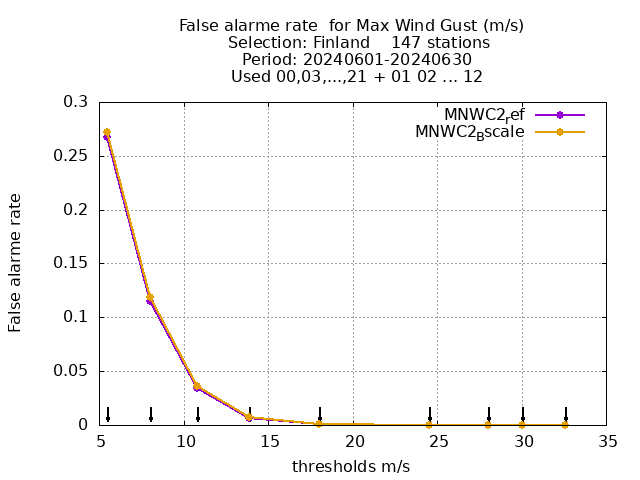 False alarme rate  for Max Wind Gust (m/s)
Selection: Finland    147 stations
Period: 20240601-20240630
Used 00,03,...,21 + 01 02 ... 12
MNWC2ref
MNWC2Bscale
0.3
0.25
0.2
0.15
0.1
0.05
0
False alarme rate
5 10 15 20 25 30 35
thresholds m/s